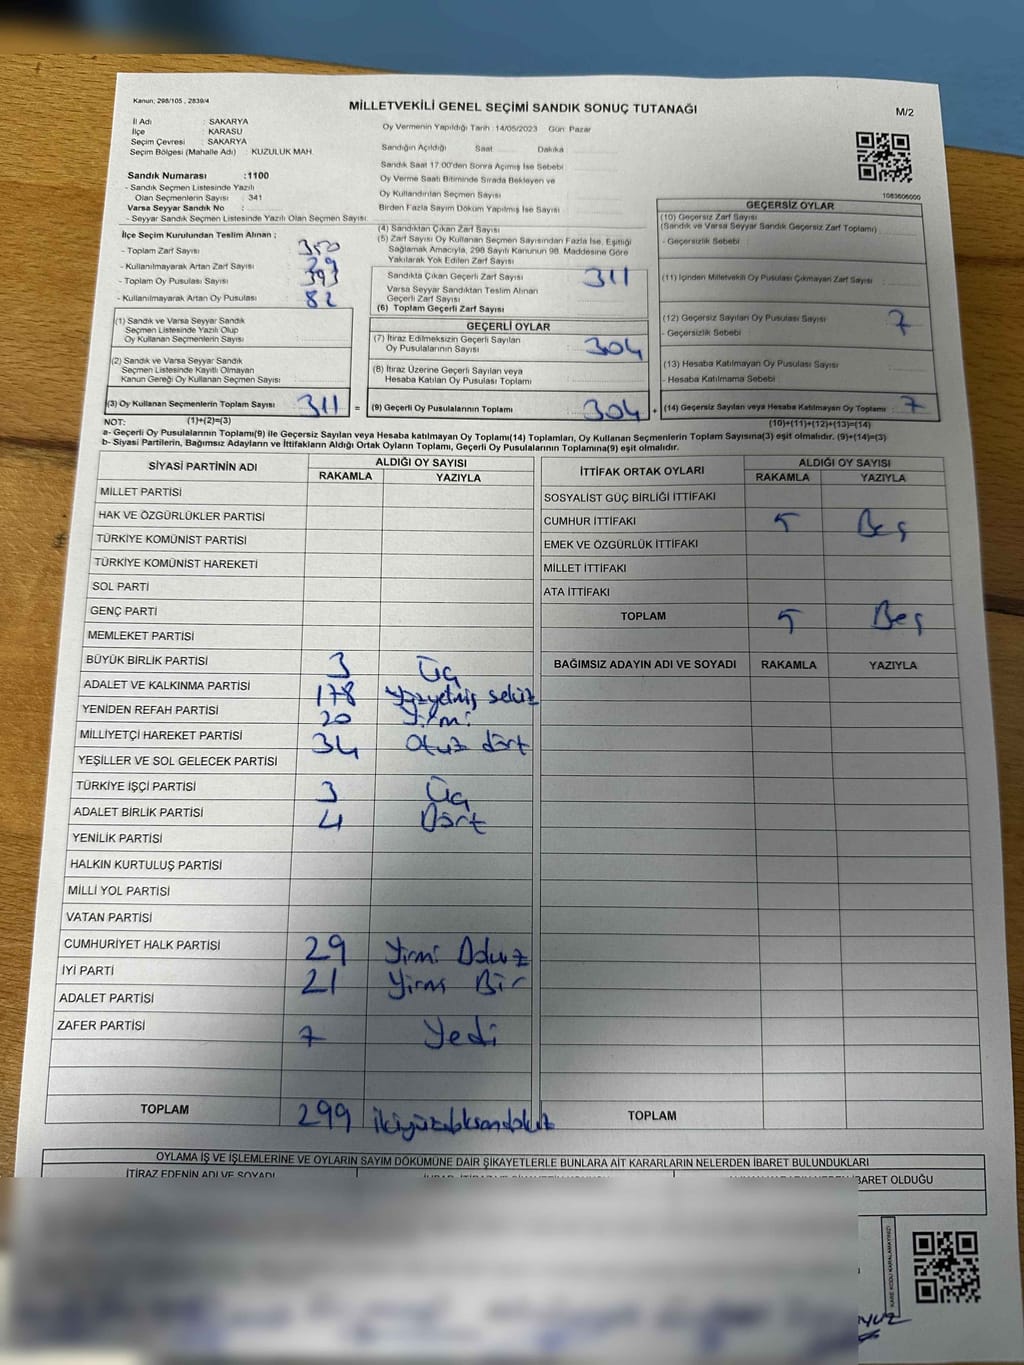 Kanun; 298/105 , 2839/4
MİLLETVEKİLİ GENEL SEÇİMİ SANDIK SONUÇ TUTANAĞI
M/2
İl Adı : SAKARYA
İlçe : KARASU
Seçim Çevresi : SAKARYA
Seçim Bölgesi (Mahalle Adı) : KUZULUK MAH.
Sandık Numarası :1100
- Sandık Seçmen Listesinde Yazılı
Olan Seçmenlerin Sayısı : 341
Varsa Seyyar Sandık No :
- Seyyar Sandık Seçmen Listesinde Yazılı Olan Seçmen Sayısı:
Oy Vermenin Yapıldığı Tarih :14/05/2023 Gün: Pazar
Sandığın Açıldığı Saat Dakika
Sandık Saat 17:00'den Sonra Açımış İse Sebebi
Oy Verme Saati Bitiminde Sırada Bekleyen ve
Oy Kullandırılan Seçmen Sayısı
Birden Fazla Sayım Döküm Yapılmış İse Sayısı
1083606000
İlçe Seçim Kurulundan Teslim Alınan ;
- Toplam Zarf Sayısı : 350
- Kullanılmayarak Artan Zarf Sayısı : 39
- Toplam Oy Pusulası Sayısı : 393
- Kullanılmayarak Artan Oy Pusulası : 82
(1) Sandık ve Varsa Seyyar Sandık
Seçmen Listesinde Yazılı Olup
Oy Kullanan Seçmenlerin Sayısı :
(2) Sandık ve Varsa Seyyar Sandık
Seçmen Listesinde Kayıtlı Olmayan
Kanun Gereği Oy Kullanan Seçmen Sayısı :
(3) Oy Kullanan Seçmenlerin Toplam Sayısı : 311 =
(1)+(2)=(3)
(4) Sandıktan Çıkan Zarf Sayısı
(5) Zarf Sayısı Oy Kullanan Seçmen Sayısından Fazla İse, Eşitliği
Sağlamak Amacıyla, 298 Sayılı Kanunun 98. Maddesine Göre
Yakılarak Yok Edilen Zarf Sayısı
Sandıkta Çıkan Geçerli Zarf Sayısı : 311
Varsa Seyyar Sandıktan Teslim Alınan
Geçerli Zarf Sayısı
(6) Toplam Geçerli Zarf Sayısı
GEÇERLİ OYLAR
(7) İtiraz Edilmeksizin Geçerli Sayılan
Oy Pusulalarının Sayısı : 304
(8) İtiraz Üzerine Geçerli Sayılan veya
Hesaba Katılan Oy Pusulası Toplamı :
(9) Geçerli Oy Pusulalarının Toplamı : 304 +
GEÇERSİZ OYLAR
(10) Geçersiz Zarf Sayısı
(Sandık ve Varsa Seyyar Sandık Geçersiz Zarf Toplamı) :
- Geçersizlik Sebebi :
(11) İçinden Milletvekili Oy Pusulası Çıkmayan Zarf Sayısı :
(12) Geçersiz Sayılan Oy Pusulası Sayısı : 7
- Geçersizlik Sebebi :
(13) Hesaba Katılmayan Oy Pusulası Sayısı :
- Hesaba Katılmama Sebebi :
(14) Geçersiz Sayılan veya Hesaba Katılmayan Oy Toplamı : 7
(10)+(11)+(12)+(13)=(14)
NOT:
a- Geçerli Oy Pusulalarının Toplamı(9) ile Geçersiz Sayılan veya Hesaba katılmayan Oy Toplamı(14) Toplamları, Oy Kullanan Seçmenlerin Toplam Sayısına(3) eşit olmalıdır. (9)+(14)=(3)
b- Siyasi Partilerin, Bağımsız Adayların ve İttifakların Aldığı Ortak Oyların Toplamı, Geçerli Oy Pusulalarının Toplamına(9) eşit olmalıdır.
SİYASİ PARTİNİN ADI ALDIĞI OY SAYISI
RAKAMLA YAZIYLA
MİLLET PARTİSİ
HAK VE ÖZGÜRLÜKLER PARTİSİ
TÜRKİYE KOMÜNİST PARTİSİ
TÜRKİYE KOMÜNİST HAREKETİ
SOL PARTİ
GENÇ PARTİ
MEMLEKET PARTİSİ
BÜYÜK BİRLİK PARTİSİ 3 Üç
ADALET VE KALKINMA PARTİSİ 178 Yüzyetmiş sekiz
YENİDEN REFAH PARTİSİ 20 Yirmi
MİLLİYETÇİ HAREKET PARTİSİ 34 Otuz dört
YEŞİLLER VE SOL GELECEK PARTİSİ
TÜRKİYE İŞÇİ PARTİSİ 3 Üç
ADALET BİRLİK PARTİSİ 4 Dört
YENİLİK PARTİSİ
HALKIN KURTULUŞ PARTİSİ
MİLLİ YOL PARTİSİ
VATAN PARTİSİ
CUMHURİYET HALK PARTİSİ 29 Yirmi Dokuz
İYİ PARTİ 21 Yirmi Bir
ADALET PARTİSİ
ZAFER PARTİSİ 7 Yedi
TOPLAM 299 ikiyüzdoksandokuz
İTTİFAK ORTAK OYLARI ALDIĞI OY SAYISI
RAKAMLA YAZIYLA
SOSYALİST GÜÇ BİRLİĞİ İTTİFAKI
CUMHUR İTTİFAKI 5 Beş
EMEK VE ÖZGÜRLÜK İTTİFAKI
MİLLET İTTİFAKI
ATA İTTİFAKI
TOPLAM 5 Beş
BAĞIMSIZ ADAYIN ADI VE SOYADI RAKAMLA YAZIYLA
TOPLAM
OYLAMA İŞ VE İŞLEMLERİNE VE OYLARIN SAYIM DÖKÜMÜNE DAİR ŞİKAYETLERLE BUNLARA AİT KARARLARIN NELERDEN İBARET BULUNDUKLARI
İTİRAZ EDENİN ADI VE SOYADI
İBARET OLDUĞU
KARE KODU KARALAMAYINIZ!